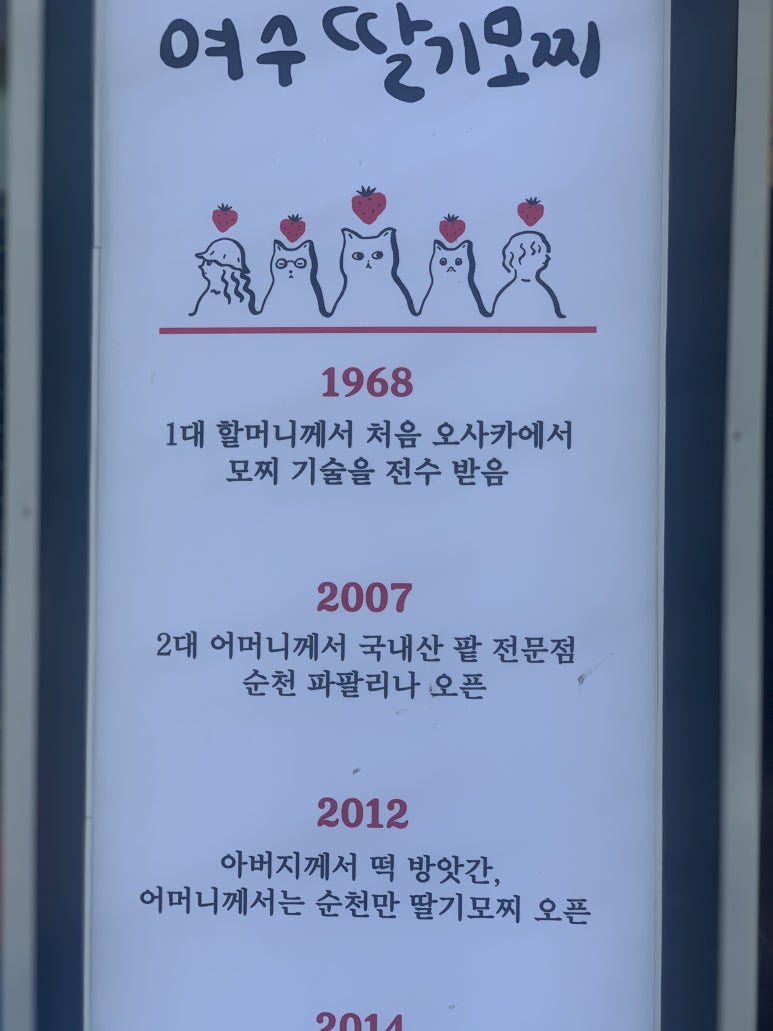 여수 딸기모찌
1968
1대 할머니께서 처음 오사카에서
모찌 기술을 전수 받음
2007
2대 어머니께서 국내산 팥 전문점
순천 파팔리나 오픈
2012
아버지께서 떡 방앗간,
어머니께서는 순천만 딸기모찌 오픈
2014